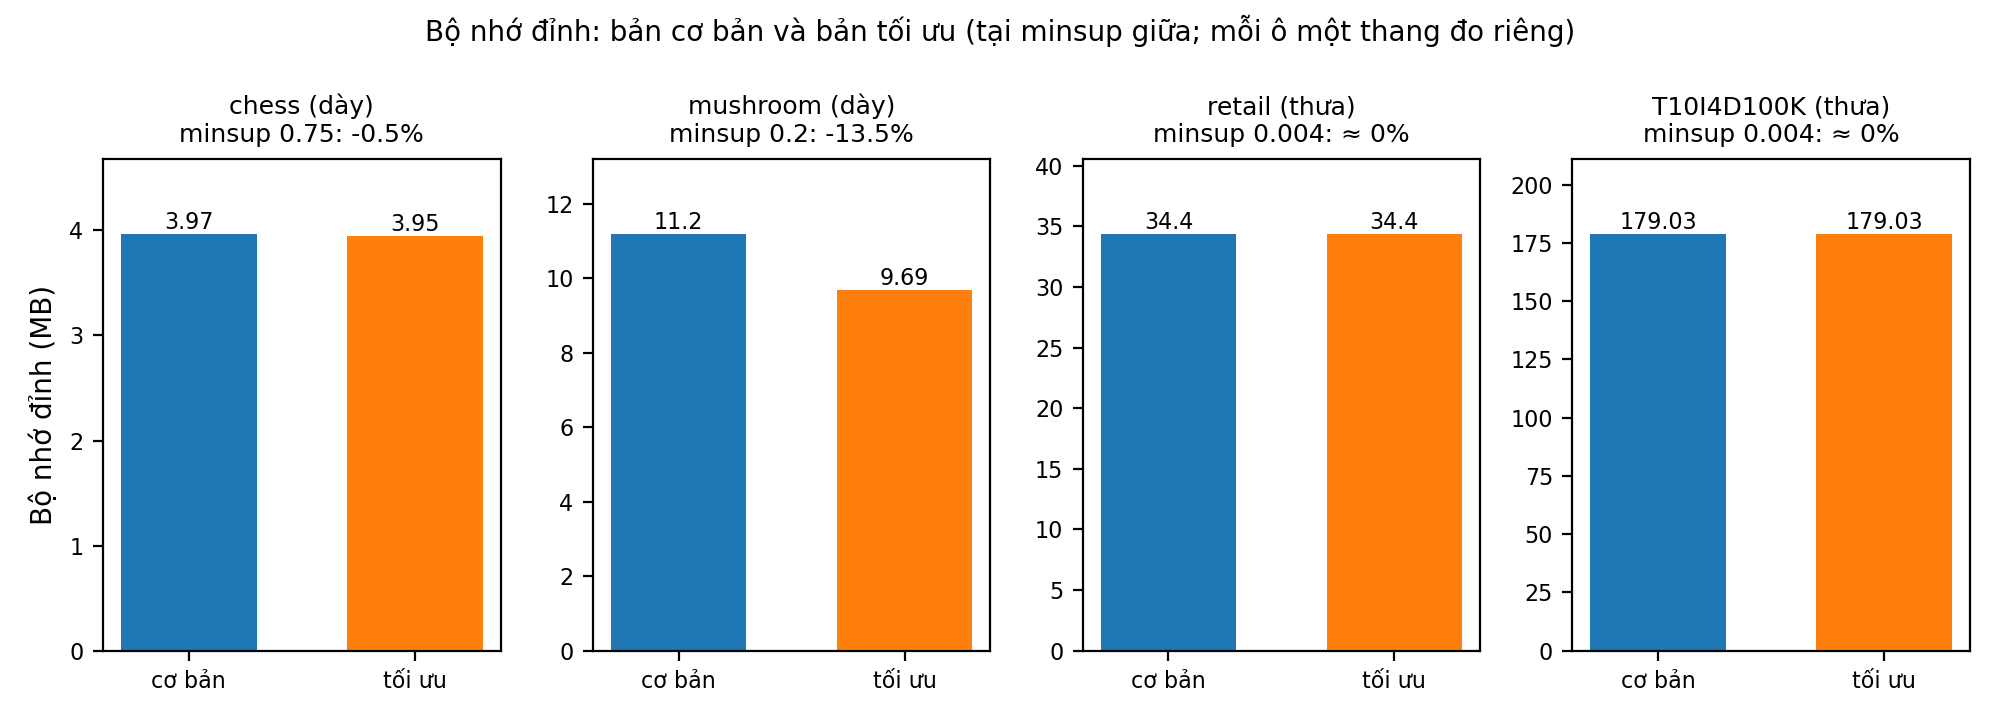 Bộ nhớ đỉnh: bản cơ bản và bản tối ưu (tại minsup giữa; mỗi ô một thang đo riêng)
chess (dày)
minsup 0.75: -0.5%
Bộ nhớ đỉnh (MB)
4
3
2
1
0
3.97
3.95
cơ bản
tối ưu
mushroom (dày)
minsup 0.2: -13.5%
12
10
8
6
4
2
0
11.2
9.69
cơ bản
tối ưu
retail (thưa)
minsup 0.004: ≈ 0%
40
35
30
25
20
15
10
5
0
34.4
34.4
cơ bản
tối ưu
T10I4D100K (thưa)
minsup 0.004: ≈ 0%
200
175
150
125
100
75
50
25
0
179.03
179.03
cơ bản
tối ưu